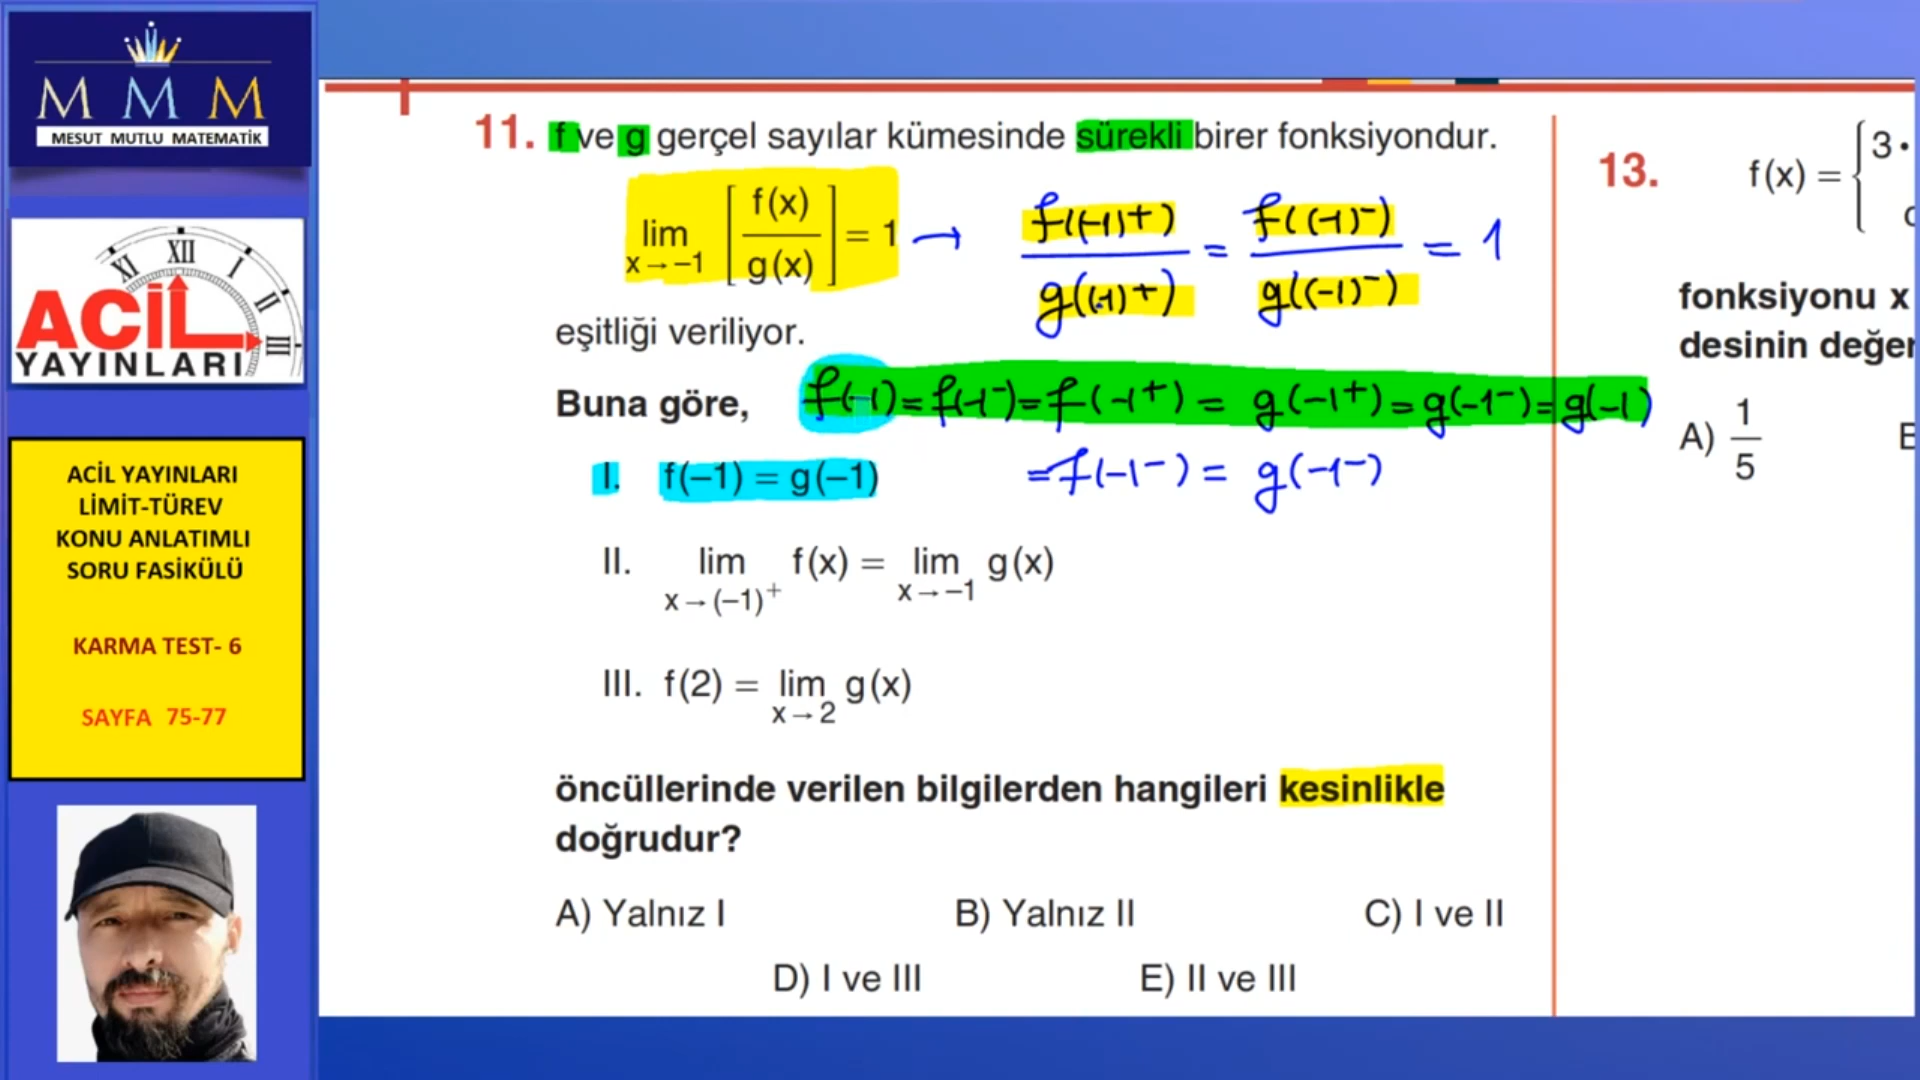 M M M
MESUT MUTLU MATEMATİK
XI XII I II III
ACİL
YAYINLARI
ACİL YAYINLARI
LİMİT-TÜREV
KONU ANLATIMLI
SORU FASİKÜLÜ
KARMA TEST- 6
SAYFA 75-77
11. f ve g gerçel sayılar kümesinde sürekli birer fonksiyondur.
lim x→−1 [f(x)/g(x)] = 1 → f((-1)+)/g((-1)+) = f((-1)-)/g((-1)-) = 1
eşitliği veriliyor.
Buna göre, f(-1)=f(-1-)=f(-1+) = g(-1+)=g(-1-)=g(-1)
I. f(−1) = g(−1) =f(-1-) = g(-1-)
II. lim x→(−1)+ f(x) = lim x→−1 g(x)
III. f(2) = lim x→2 g(x)
öncüllerinde verilen bilgilerden hangileri kesinlikle
doğrudur?
A) Yalnız I B) Yalnız II C) I ve II
D) I ve III E) II ve III
13. f(x) = { 3 ·
fonksiyonu x
desinin değer
A) 1/5